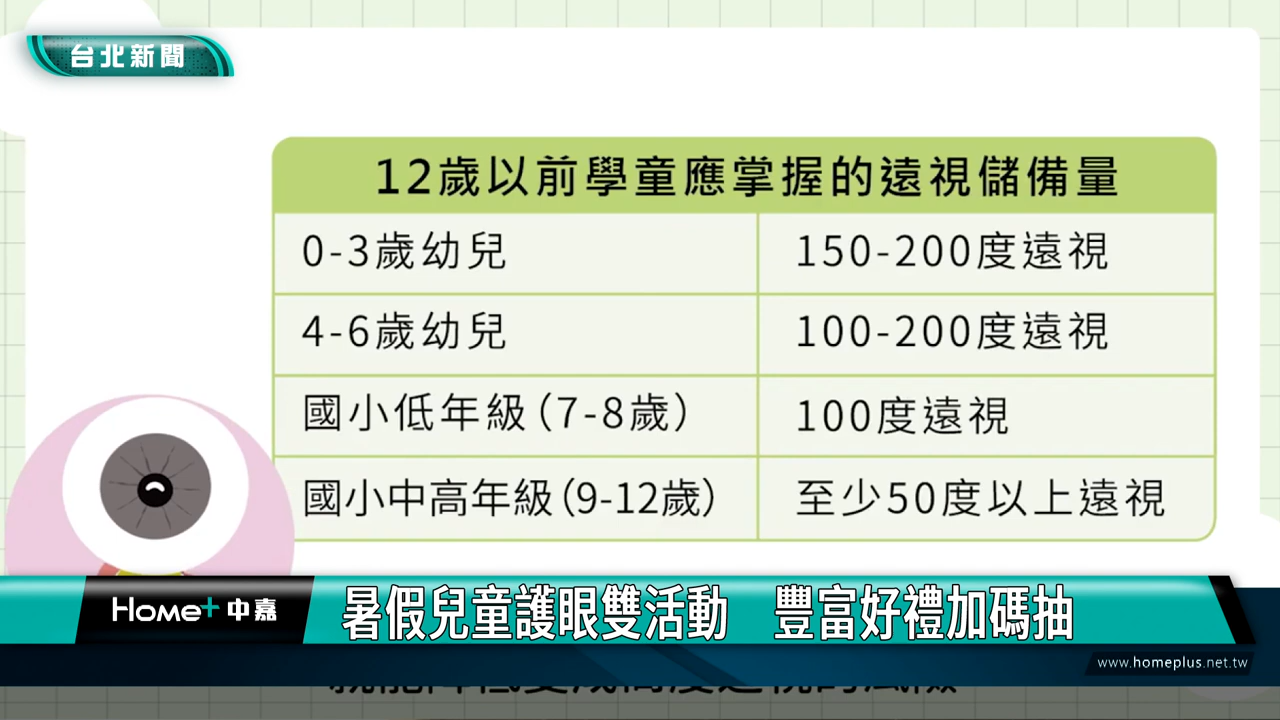 台北新聞
12歲以前學童應掌握的遠視儲備量
0-3歲幼兒 150-200度遠視
4-6歲幼兒 100-200度遠視
國小低年級(7-8歲) 100度遠視
國小中高年級(9-12歲) 至少50度以上遠視
Home+中嘉 暑假兒童護眼雙活動 豐富好禮加碼抽
www.homeplus.net.tw